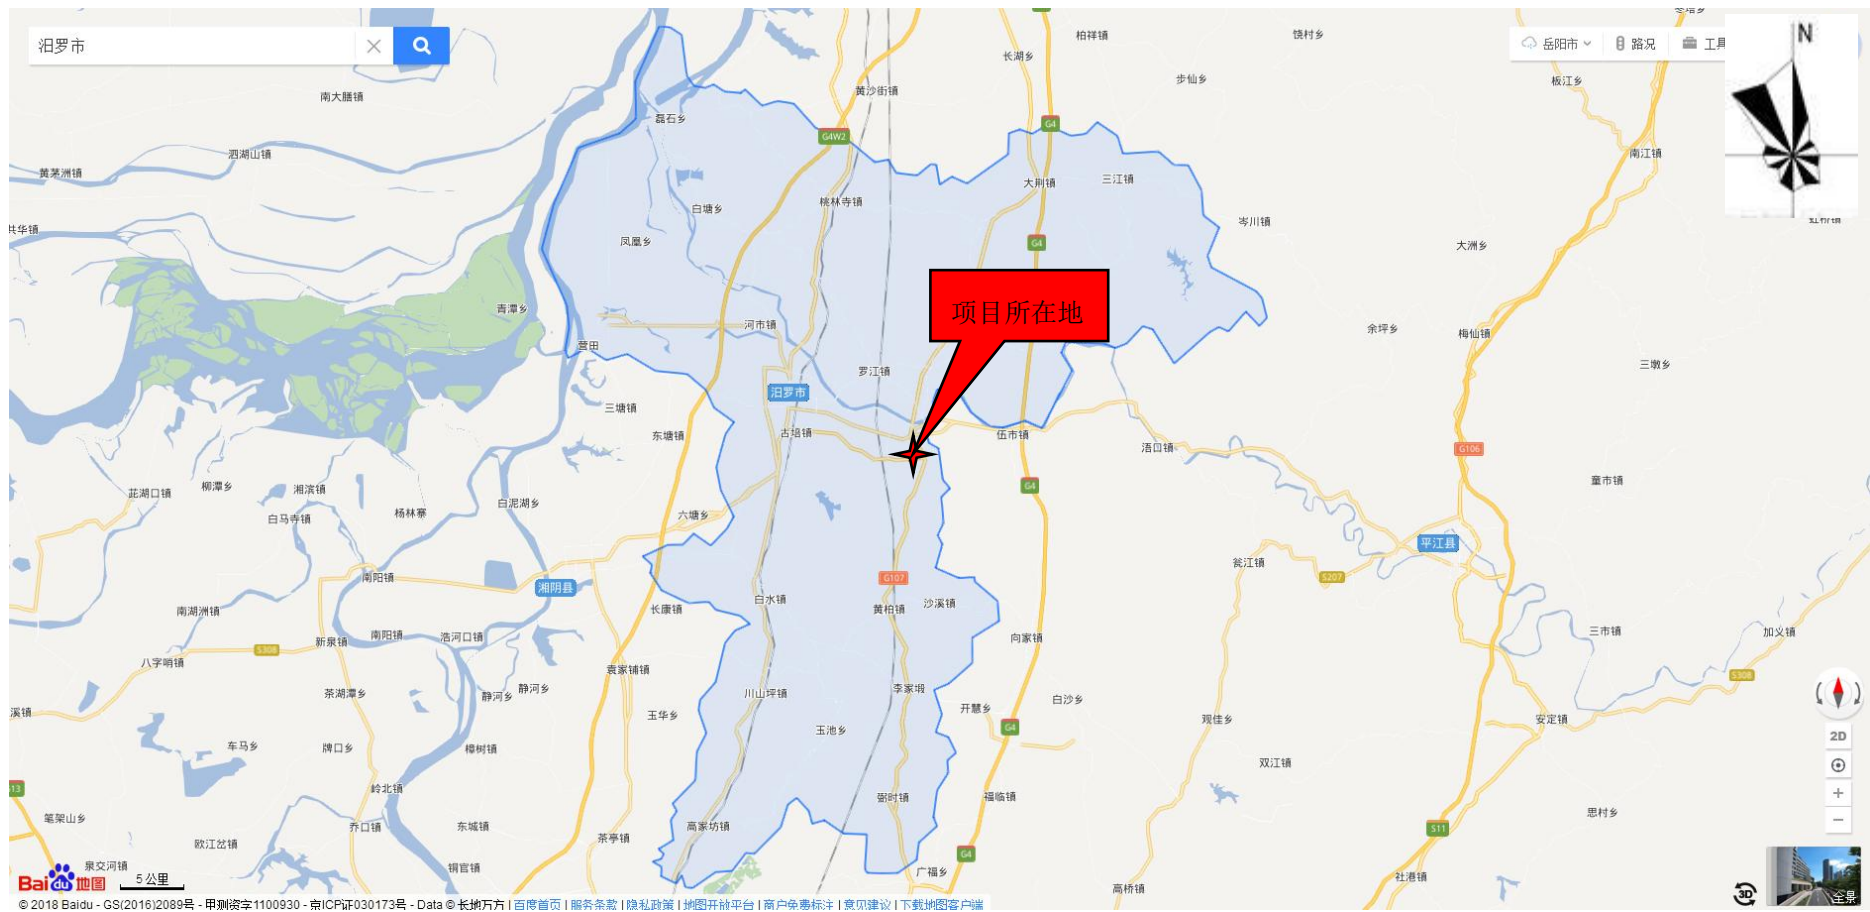 汨罗市
岳阳市
路况
工具
N
柏祥镇
饶村乡
长湖乡
步仙乡
板江乡
南大膳镇
黄沙街镇
磊石乡
G4
G4W2
泗湖山镇
南江镇
黄茅洲镇
大荆镇
三江镇
桃林寺镇
白塘乡
共华镇
岑川镇
凤凰乡
G4
大洲乡
青潭乡
项目所在地
河市镇
余坪乡
梅仙镇
营田
三墩乡
罗江镇
汨罗市
三塘镇
东塘镇
古培镇
伍市镇
浯口镇
G106
柳潭乡
湘滨镇
茈湖口镇
G4
童市镇
白泥湖乡
杨林寨
白马寺镇
六塘乡
平江县
瓮江镇
南阳镇
湘阴县
G107
S207
白水镇
黄柏镇
沙溪镇
南湖洲镇
长康镇
新泉镇
南阳镇
浩河口镇
向家镇
三市镇
加义镇
S308
八字哨镇
袁家铺镇
S308
茶湖潭乡
静河乡
静河乡
川山坪镇
李家塅
白沙乡
溪镇
玉华乡
开慧乡
观佳乡
安定镇
G4
玉池乡
车马乡
牌口乡
樟树镇
2D
双江镇
岭北镇
弼时镇
福临镇
笔架山乡
乔口镇
东城镇
高家坊镇
思村乡
茶亭镇
S11
欧江岔镇
G4
泉交河镇
铜官镇
广福乡
社港镇
高桥镇
Bai du 地图
5 公里
3D
全景
© 2018 Baidu - GS(2016)2089号 - 甲测资字1100930 - 京ICP证030173号 - Data © 长地万方 | 百度首页 | 服务条款 | 隐私政策 | 地图开放平台 | 商户免费标注 | 意见建议 | 下载地图客户端